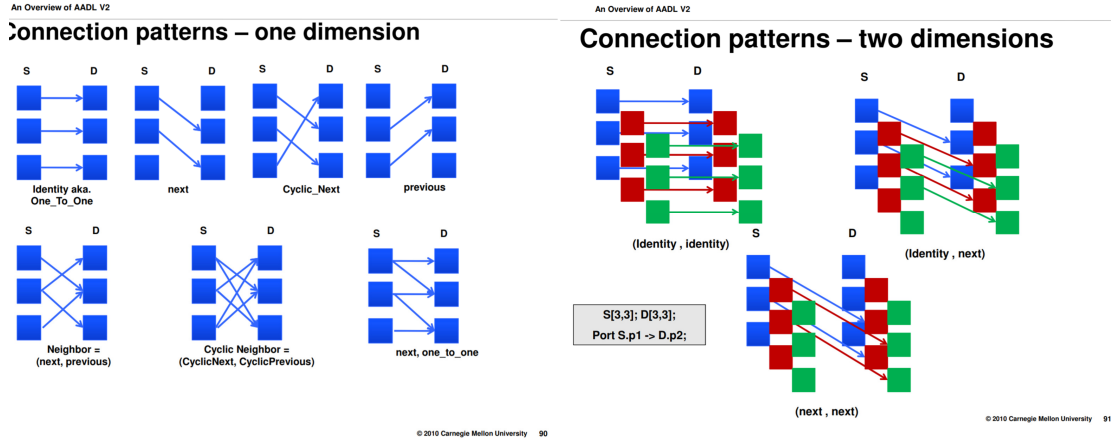 An Overview of AADL V2
Connection patterns – one dimension
S D S D S D S D
Identity aka.
One_To_One
next
Cyclic_Next
previous
S D S D S D
Neighbor =
(next, previous)
Cyclic Neighbor =
(CyclicNext, CyclicPrevious)
next, one_to_one
© 2010 Carnegie Mellon University 90
An Overview of AADL V2
Connection patterns – two dimensions
S D
S D
(Identity , identity)
(Identity , next)
S D
S[3,3]; D[3,3];
Port S.p1 -> D.p2;
(next , next)
© 2010 Carnegie Mellon University 91